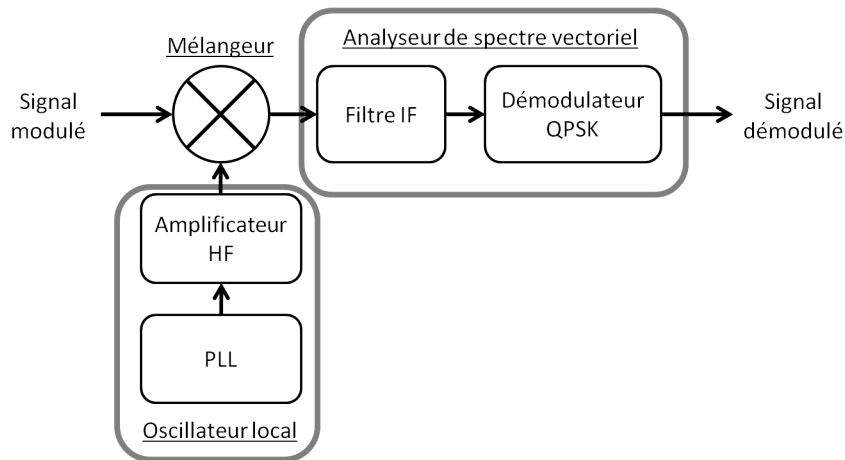 Analyseur de spectre vectoriel
Mélangeur
Signal
modulé
Filtre IF
Démodulateur
QPSK
Signal
démodulé
Amplificateur
HF
PLL
Oscillateur local